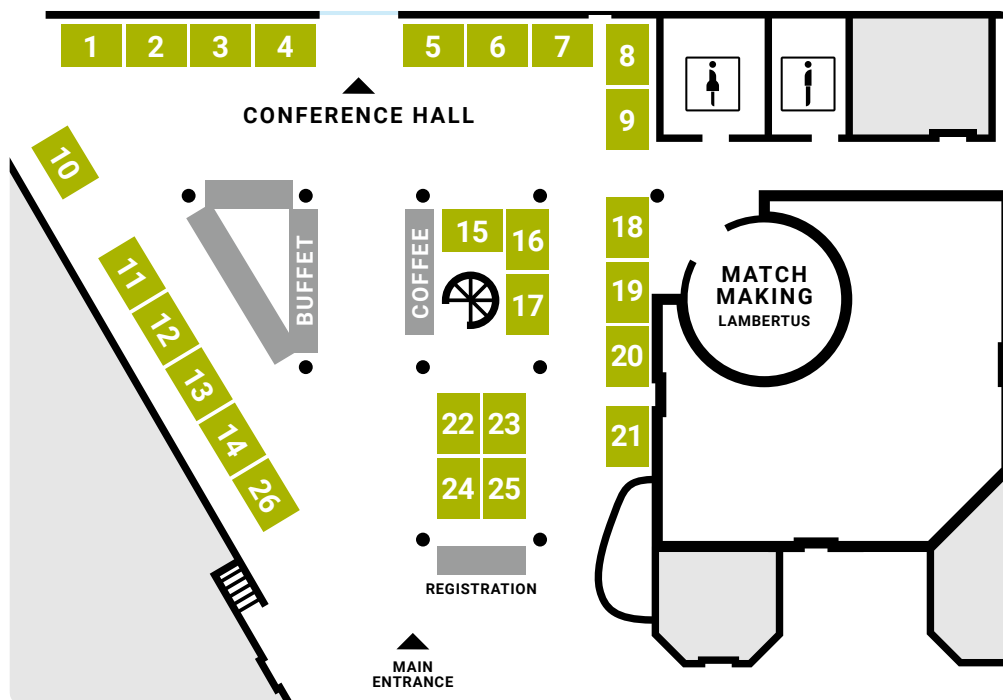 1 2 3 4 5 6 7 8
CONFERENCE HALL
9
10
11
12
13
14
26
BUFFET
COFFEE
15
16
17
18
19
20
21
MATCH
MAKING
LAMBERTUS
22 23
24 25
REGISTRATION
MAIN
ENTRANCE